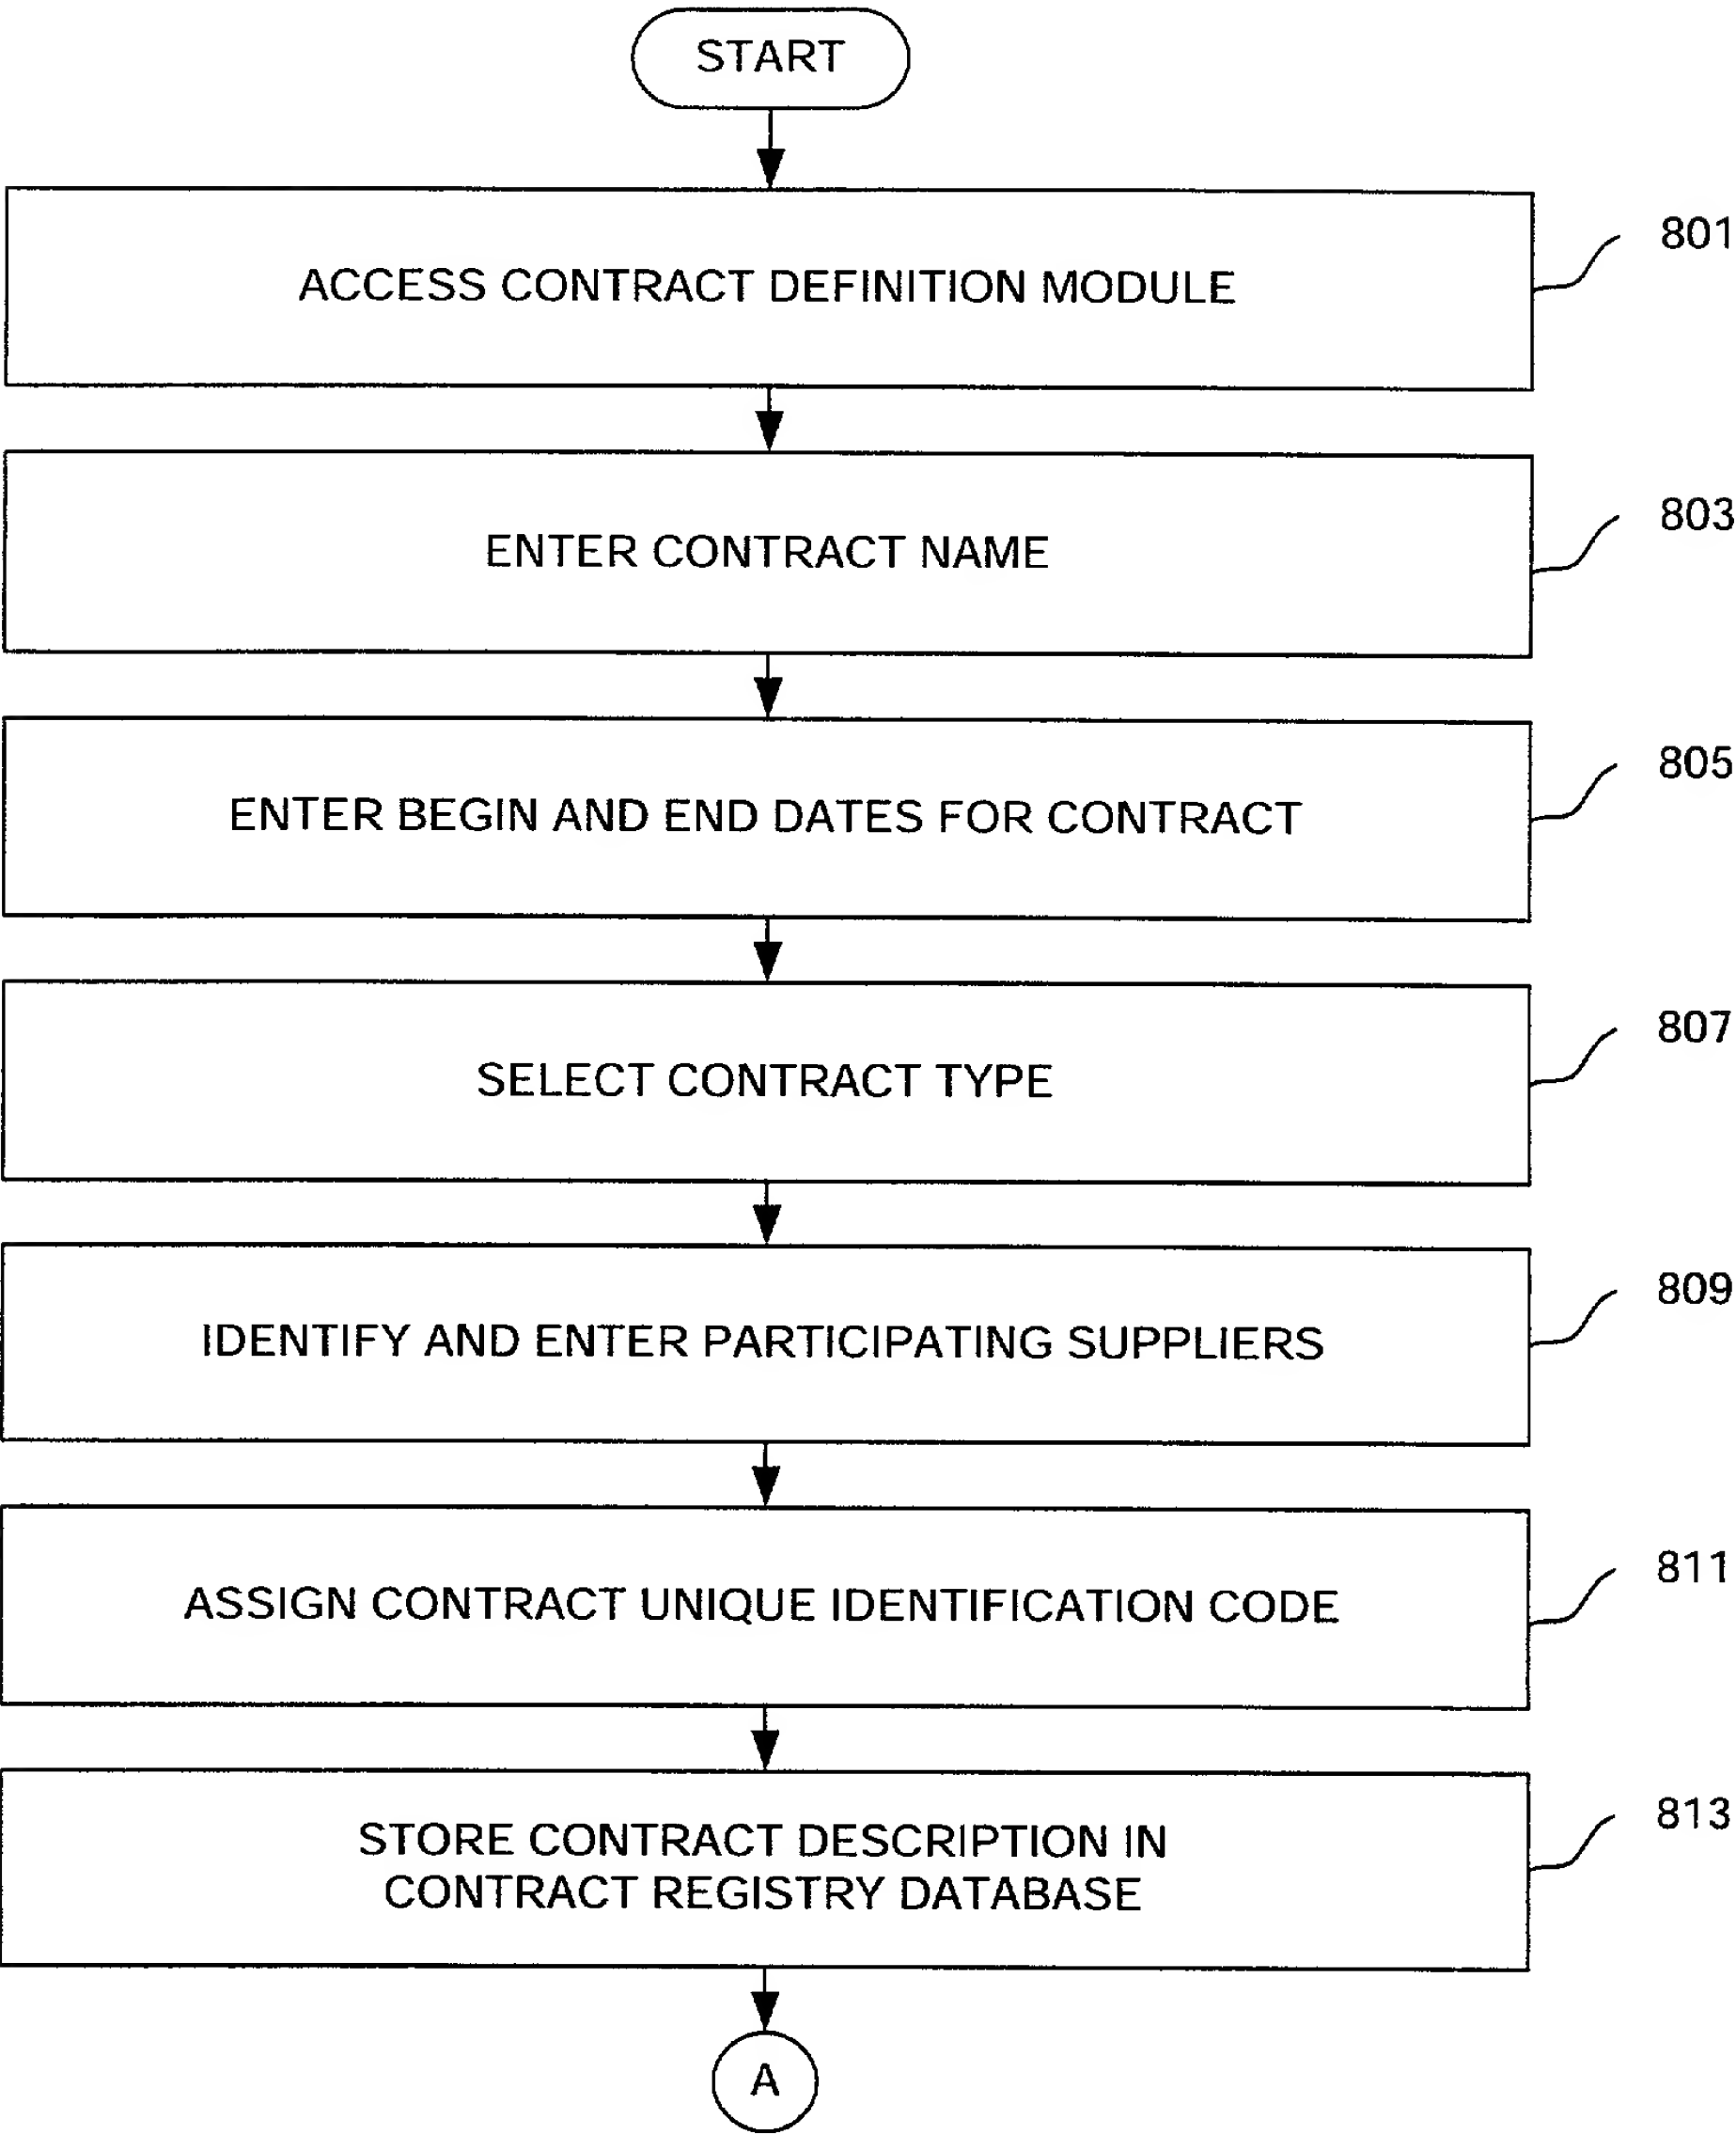 START
ACCESS CONTRACT DEFINITION MODULE
801
ENTER CONTRACT NAME
803
ENTER BEGIN AND END DATES FOR CONTRACT
805
SELECT CONTRACT TYPE
807
IDENTIFY AND ENTER PARTICIPATING SUPPLIERS
809
ASSIGN CONTRACT UNIQUE IDENTIFICATION CODE
811
STORE CONTRACT DESCRIPTION IN
CONTRACT REGISTRY DATABASE
813
A